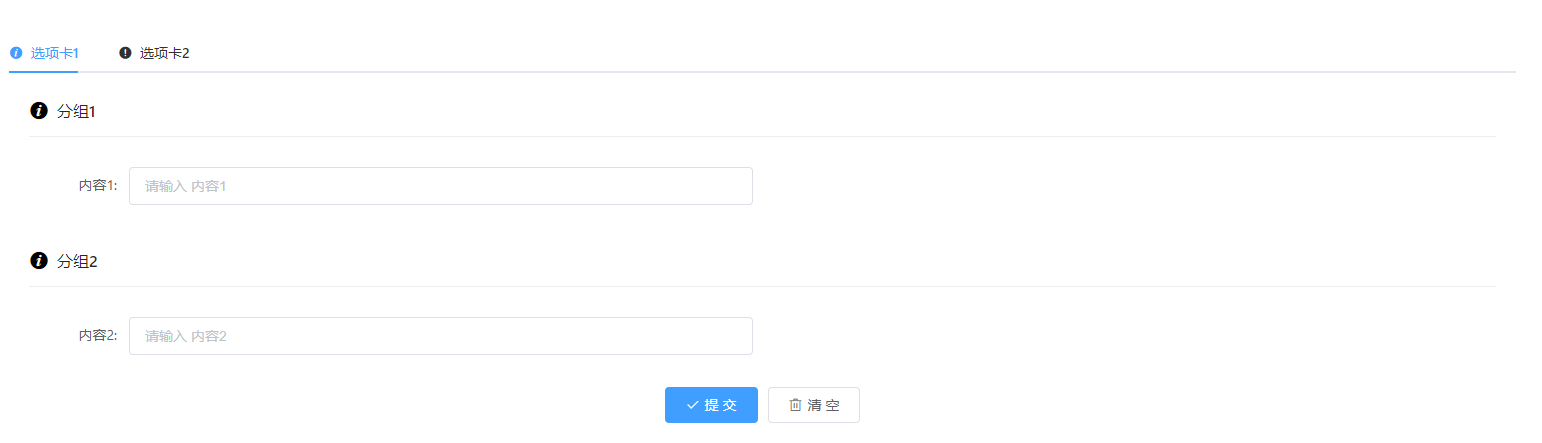 选项卡1 选项卡2
分组1
内容1: 请输入 内容1
分组2
内容2: 请输入 内容2
提 交 清 空